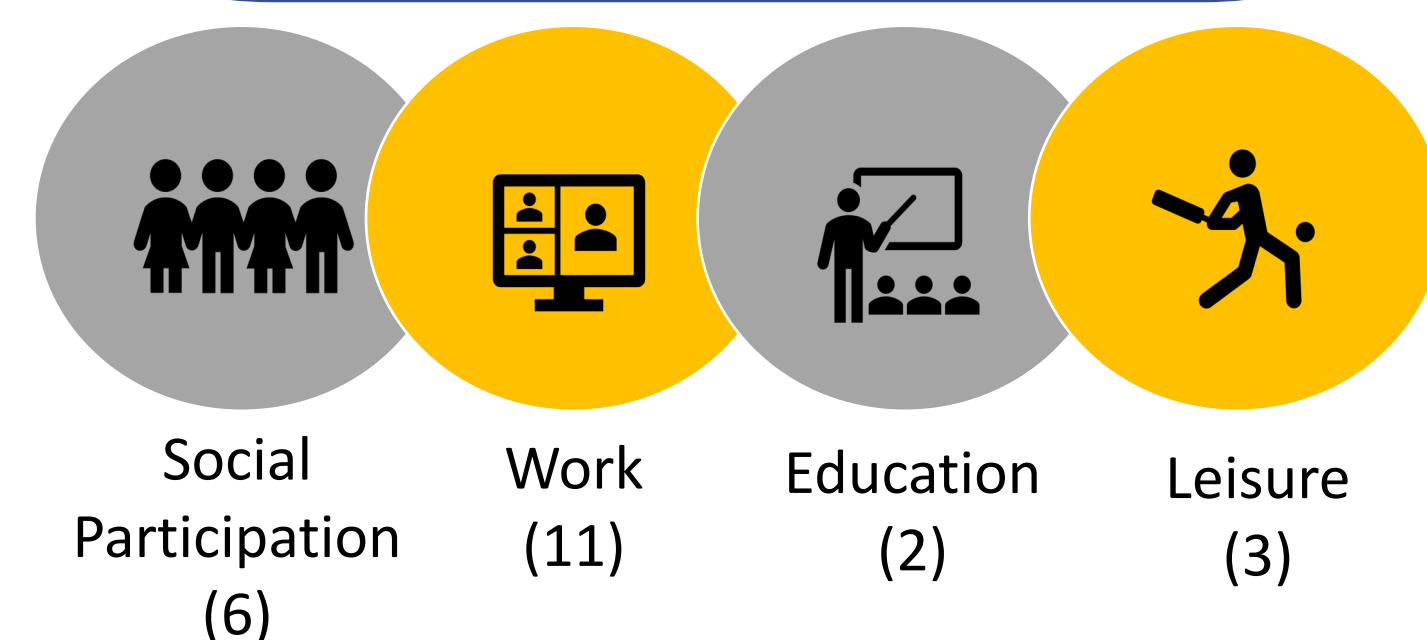 Social
Participation
(6)
Work
(11)
Education
(2)
Leisure
(3)